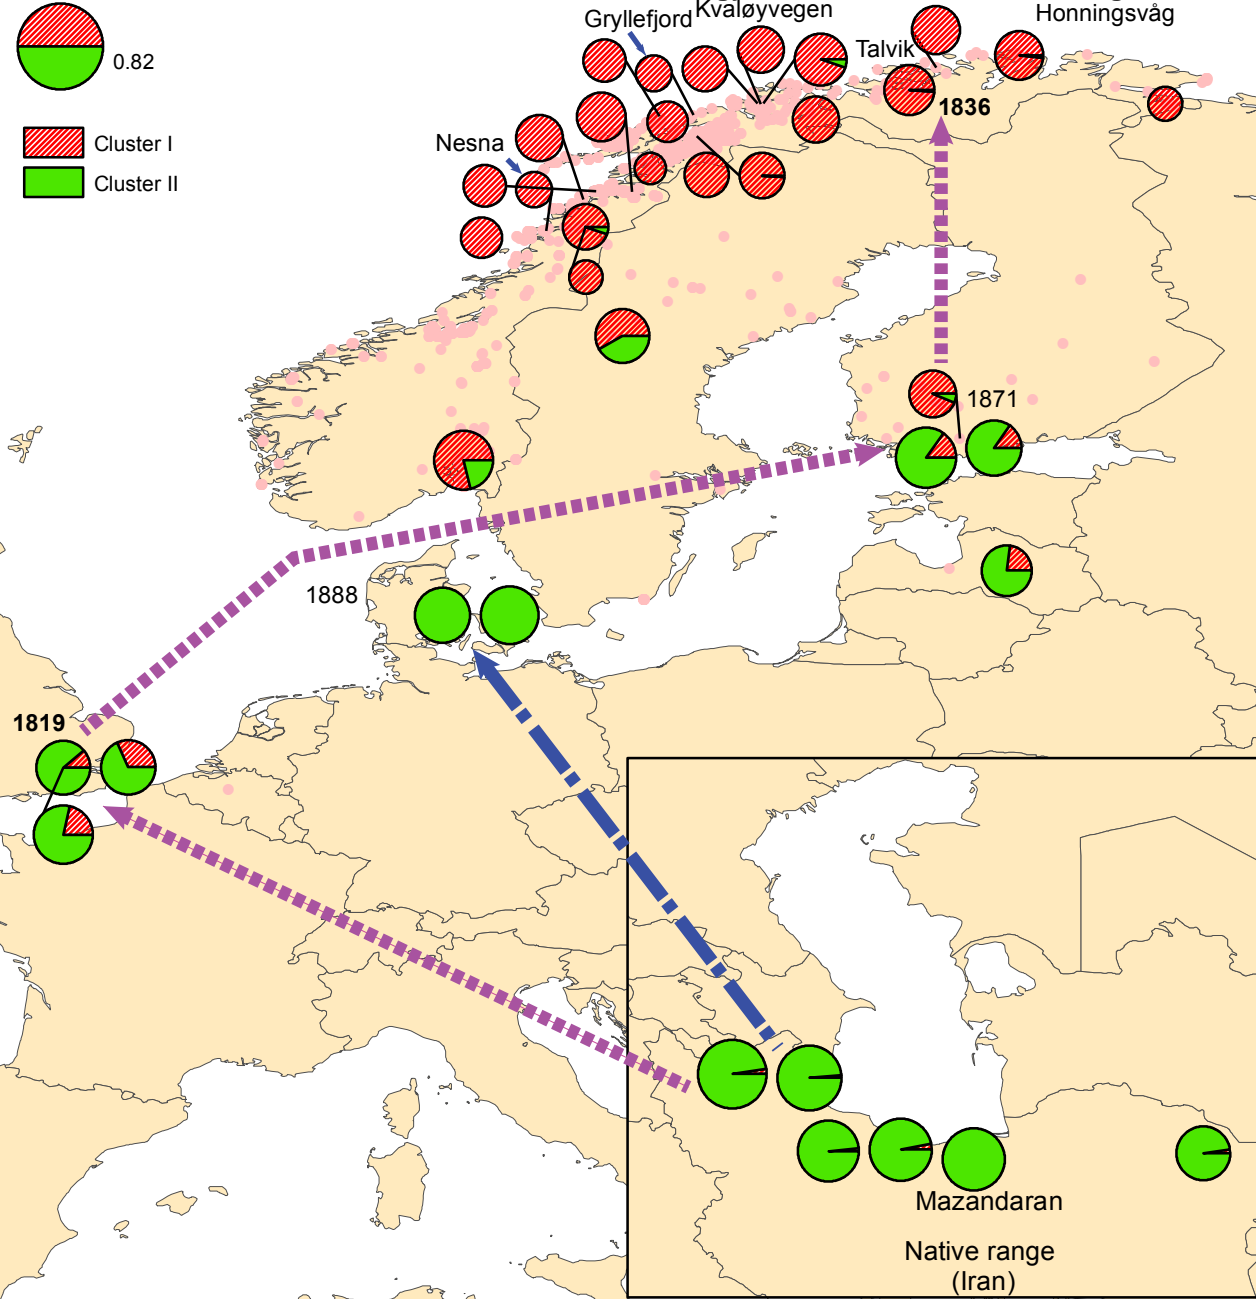 Kvaløyvegen
Gryllefjord
Honningsvåg
Talvik
0.82
1836
Cluster I
Nesna
Cluster II
1871
1888
1819
Mazandaran
Native range
(Iran)